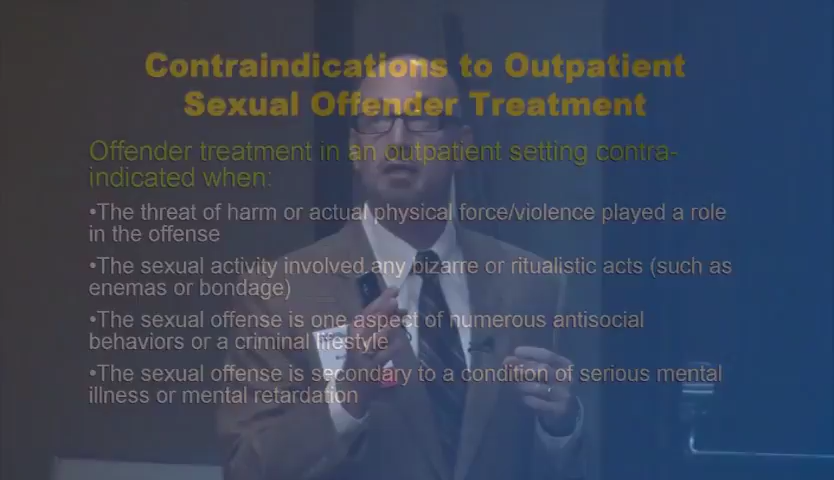 Contraindications to Outpatient
Sexual Offender Treatment
Offender treatment in an outpatient setting contra-
indicated when:
•The threat of harm or actual physical force/violence played a role
in the offense
•The sexual activity involved any bizarre or ritualistic acts (such as
enemas or bondage)
•The sexual offense is one aspect of numerous antisocial
behaviors or a criminal lifestyle
•The sexual offense is secondary to a condition of serious mental
illness or mental retardation